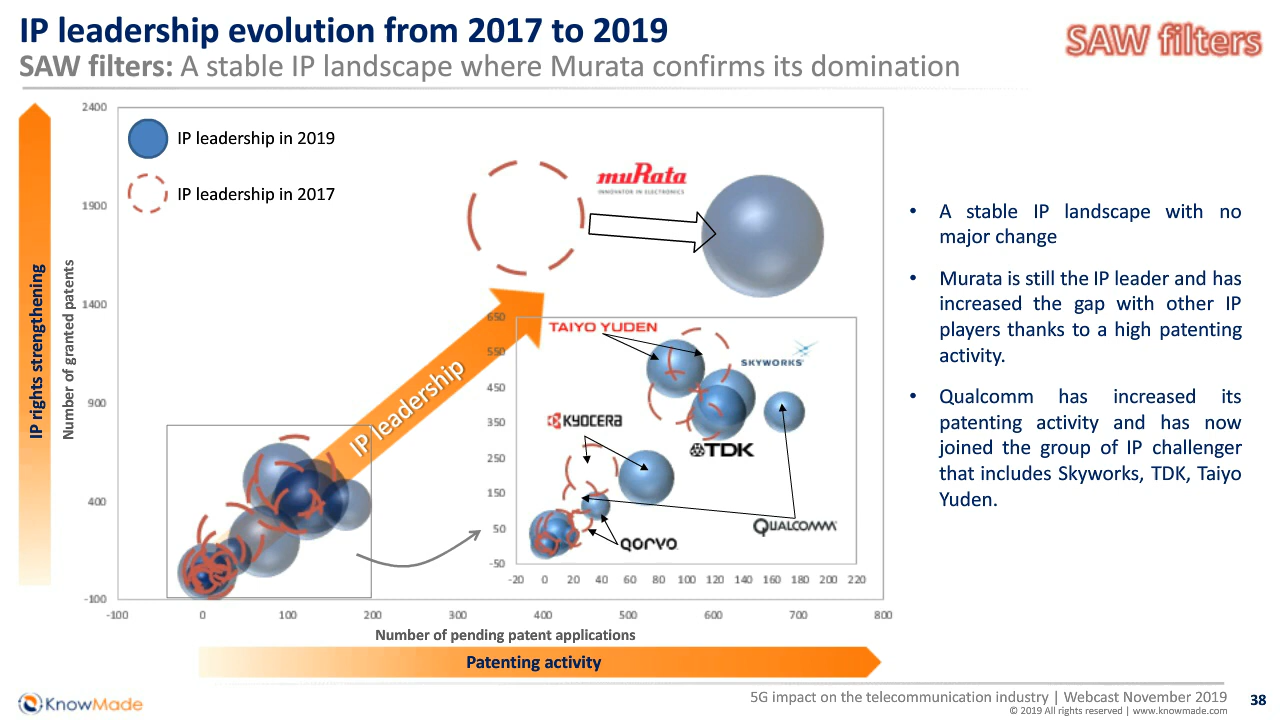 IP leadership evolution from 2017 to 2019
SAW filters: A stable IP landscape where Murata confirms its domination
SAW filters
IP rights strengthening
Number of granted patents
2400
1900
1400
900
400
-100
IP leadership in 2019
IP leadership in 2017
muRata
INNOVATOR IN ELECTRONICS
IP leadership
650
550
450
350
250
150
50
-50
TAIYO YUDEN
SKYWORKS
KYOCERA
TDK
QUALCOMM
QORVO
-20 0 20 40 60 80 100 120 140 160 180 200 220
-100 0 100 200 300 400 500 600 700 800
Number of pending patent applications
Patenting activity
• A stable IP landscape with no
major change
• Murata is still the IP leader and has
increased the gap with other IP
players thanks to a high patenting
activity.
• Qualcomm has increased its
patenting activity and has now
joined the group of IP challenger
that includes Skyworks, TDK, Taiyo
Yuden.
KnowMade
5G impact on the telecommunication industry | Webcast November 2019
© 2019 All rights reserved | www.knowmade.com
38